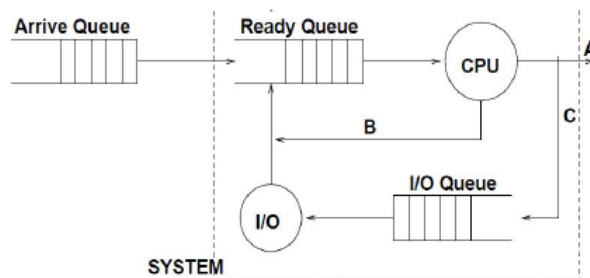 Arrive Queue
Ready Queue
CPU
A
B
C
I/O Queue
I/O
SYSTEM